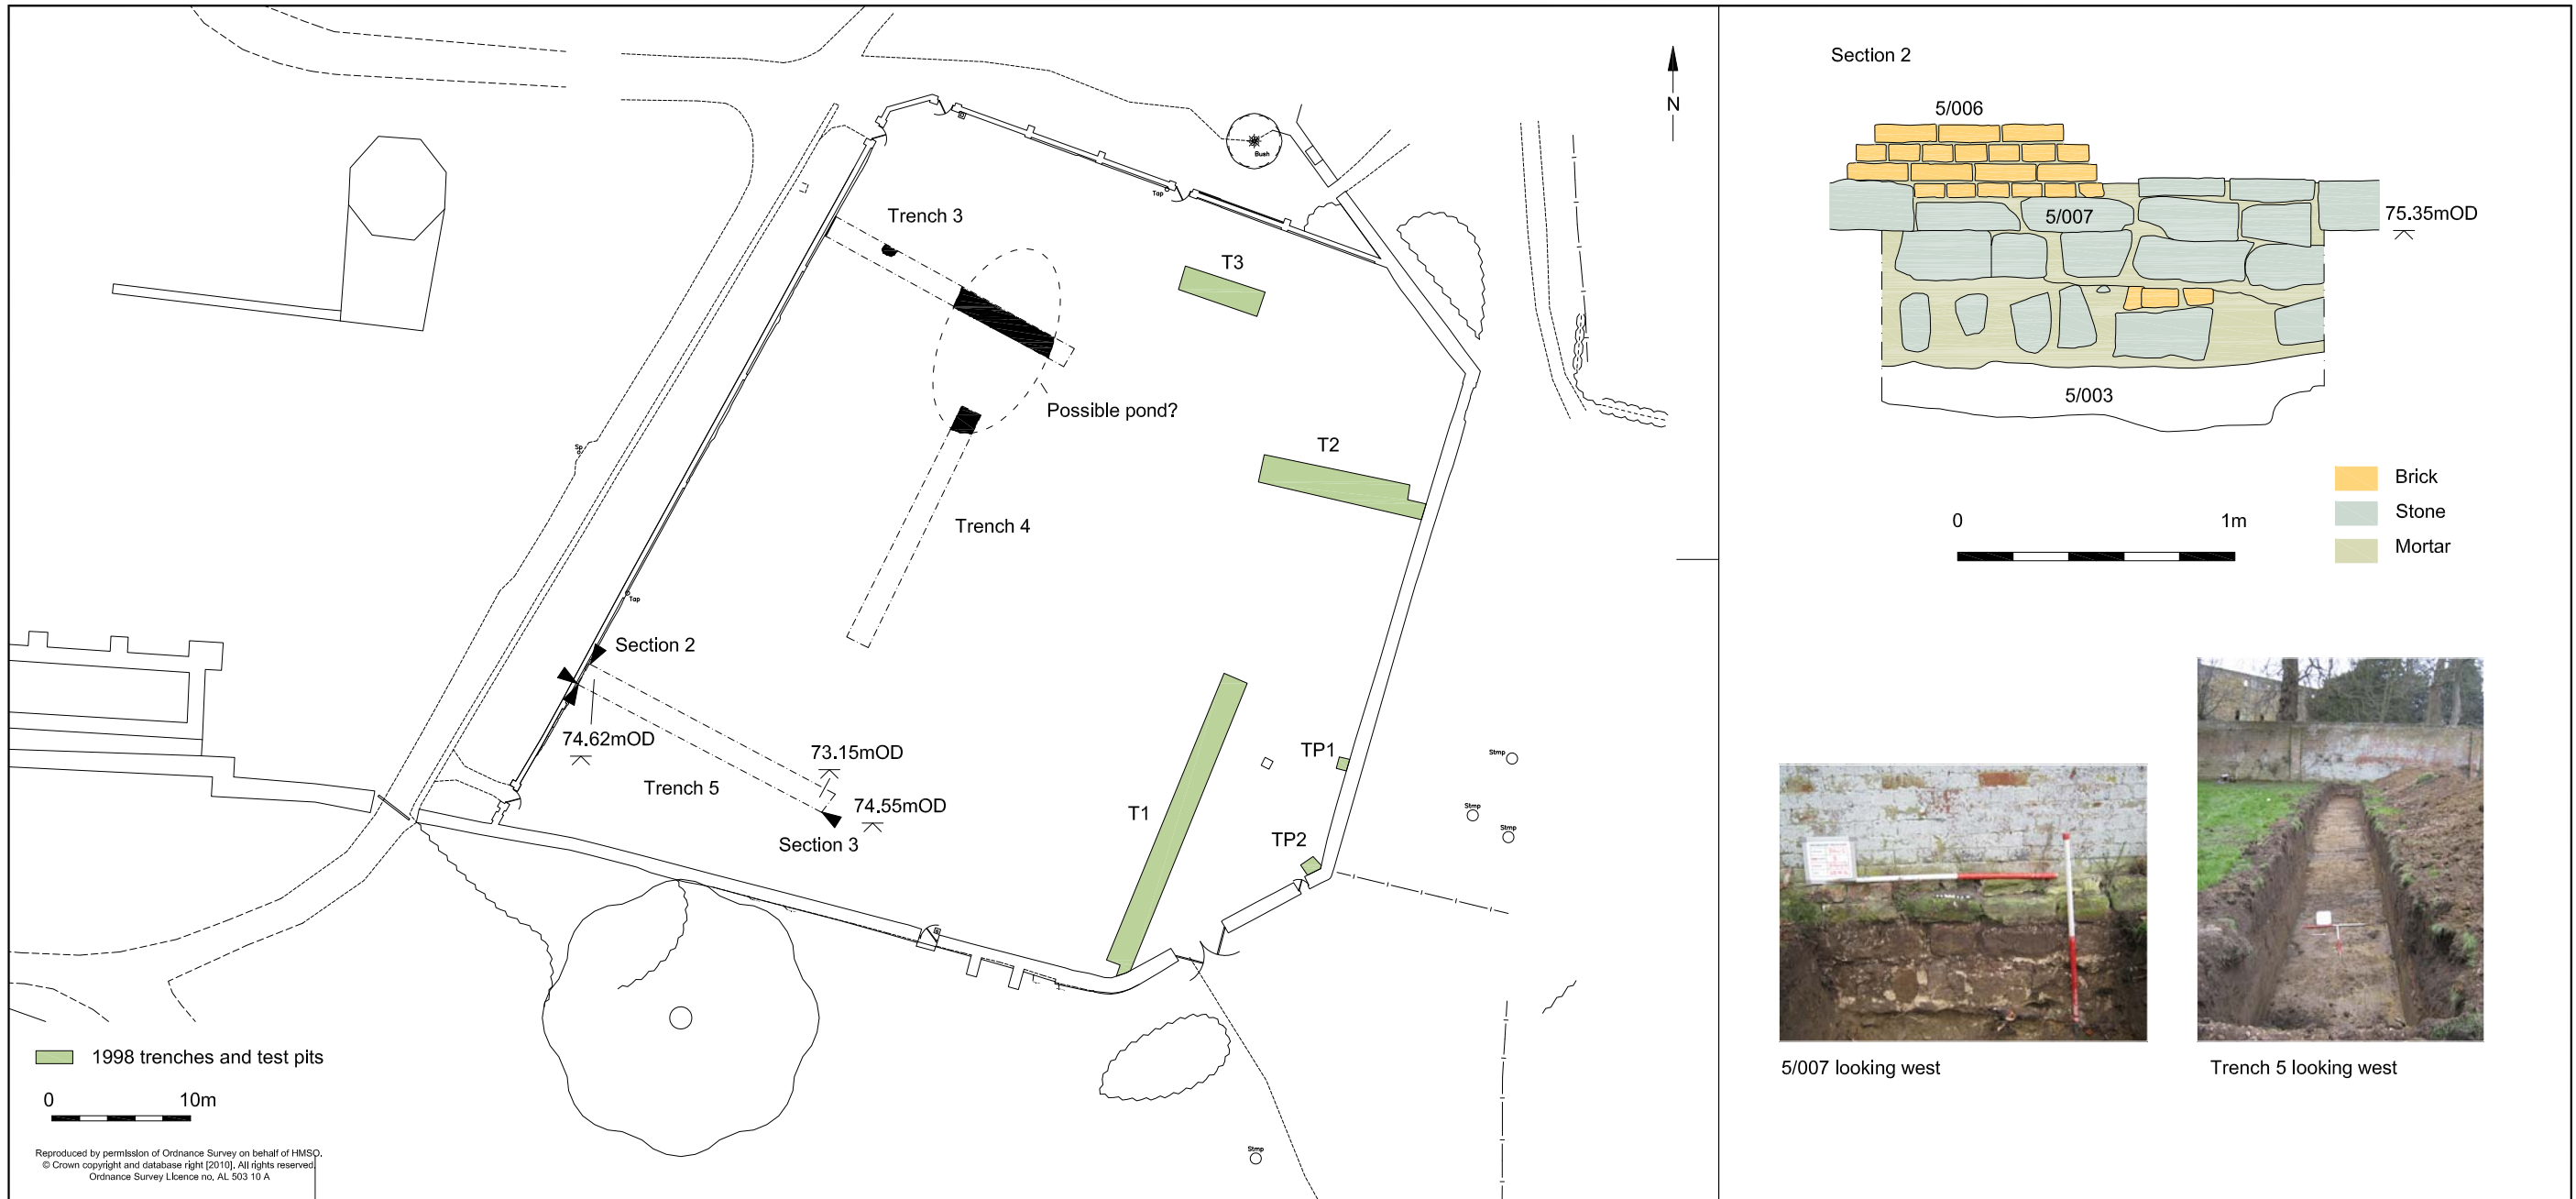 N
Bush
Tap
Trench 3
T3
Possible pond?
Sp
T2
Trench 4
Tap
Section 2
74.62mOD
73.15mOD
Trench 5
74.55mOD
Section 3
TP1
T1
TP2
Stmp
Stmp
Stmp
Stmp
1998 trenches and test pits
0 10m
Reproduced by permission of Ordnance Survey on behalf of HMSO.
© Crown copyright and database right [2010]. All rights reserved.
Ordnance Survey Licence no. AL 503 10 A
Section 2
5/006
5/007
75.35mOD
5/003
Brick
Stone
Mortar
0 1m
5/007 looking west
Trench 5 looking west